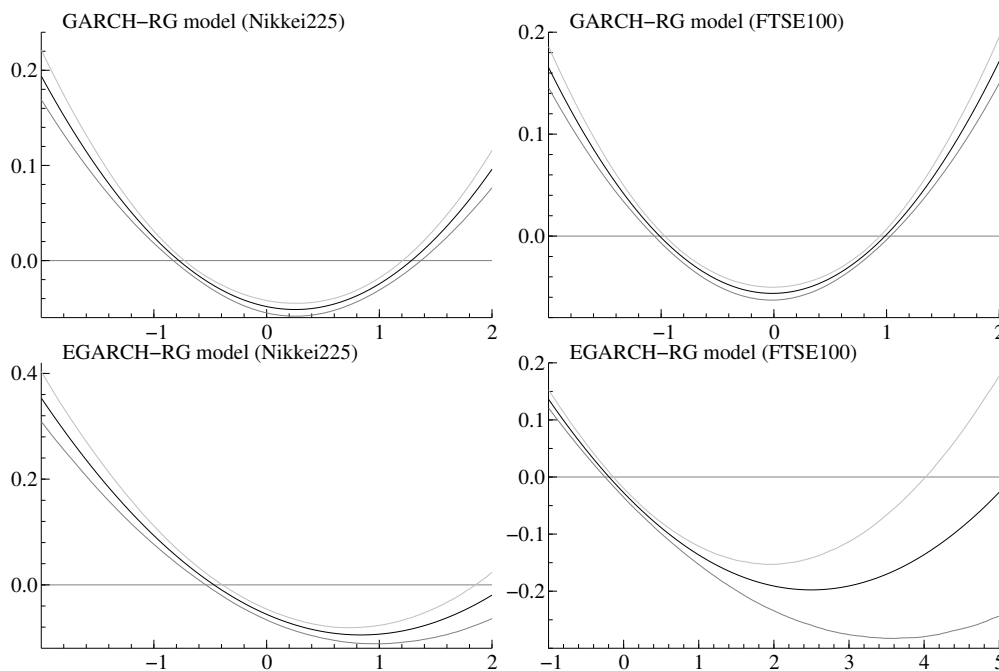 GARCH−RG model (Nikkei225)
0.2
0.1
0.0
−1 0 1 2
GARCH−RG model (FTSE100)
0.2
0.1
0.0
−1 0 1 2
EGARCH−RG model (Nikkei225)
0.4
0.2
0.0
−1 0 1 2
EGARCH−RG model (FTSE100)
0.2
0.1
0.0
−0.1
−0.2
−1 0 1 2 3 4 5